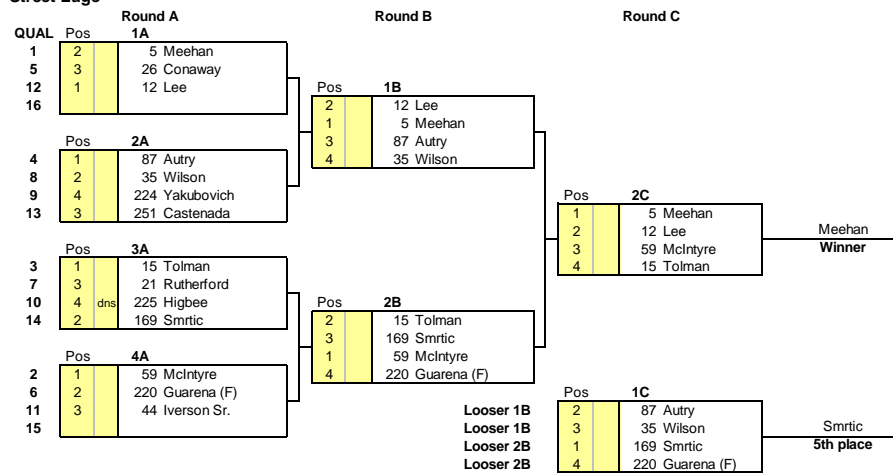 Round A Round B Round C
QUAL Pos 1A
1 2 5 Meehan
5 3 26 Conaway
12 1 12 Lee
16
Pos 2A
4 1 87 Autry
8 2 35 Wilson
9 4 224 Yakubovich
13 3 251 Castenada
Pos 3A
3 1 15 Tolman
7 3 21 Rutherford
10 4 dns 225 Higbee
14 2 169 Smrtic
Pos 4A
2 1 59 McIntyre
6 2 220 Guarena (F)
11 3 44 Iverson Sr.
15
Pos 1B
2 12 Lee
1 5 Meehan
3 87 Autry
4 35 Wilson
Pos 2B
2 15 Tolman
3 169 Smrtic
1 59 McIntyre
4 220 Guarena (F)
Pos 2C
1 5 Meehan
2 12 Lee
3 59 McIntyre
4 15 Tolman
Meehan
Winner
Pos 1C
Looser 1B 2 87 Autry
Looser 1B 3 35 Wilson
Looser 2B 1 169 Smrtic
Looser 2B 4 220 Guarena (F)
Smrtic
5th place